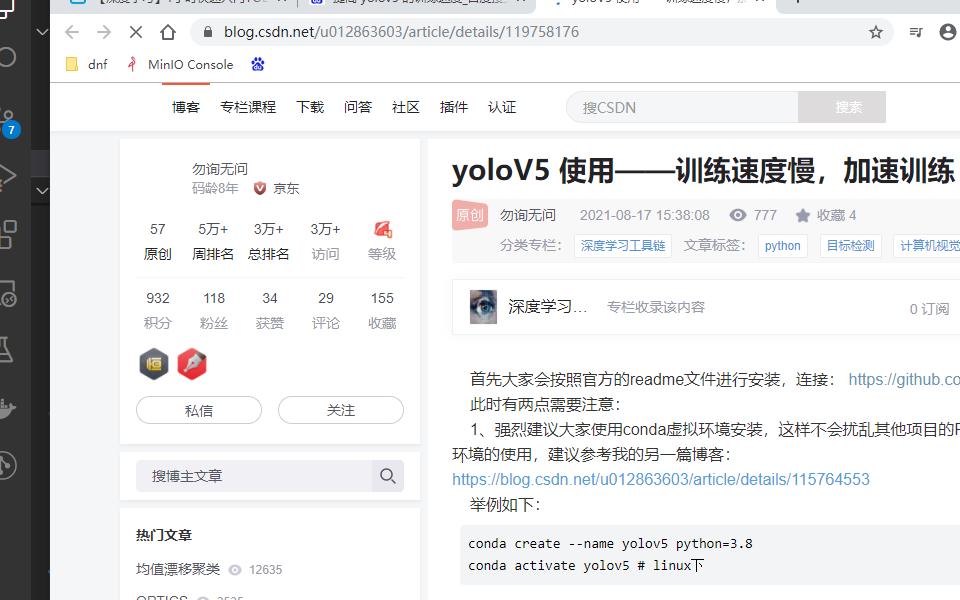 yoloV5 使用
blog.csdn.net/u012863603/article/details/119758176
dnf MinIO Console
7
博客 专栏课程 下载 问答 社区 插件 认证 搜CSDN 搜索
勿询无问
码龄8年 京东
57 5万+ 3万+ 3万+
原创 周排名 总排名 访问 等级
932 118 34 29 155
积分 粉丝 获赞 评论 收藏
私信 关注
搜博主文章
热门文章
均值漂移聚类 12635
OPTICS
yoloV5 使用——训练速度慢，加速训练
原创 勿询无问 2021-08-17 15:38:08 777 收藏 4
分类专栏： 深度学习工具链 文章标签： python 目标检测 计算机视觉
深度学习... 专栏收录该内容 0 订阅
首先大家会按照官方的readme文件进行安装，连接： https://github.co
此时有两点需要注意：
1、强烈建议大家使用conda虚拟环境安装，这样不会扰乱其他项目的
环境的使用，建议参考我的另一篇博客：
https://blog.csdn.net/u012863603/article/details/115764553
举例如下：
conda create --name yolov5 python=3.8
conda activate yolov5 # linux下